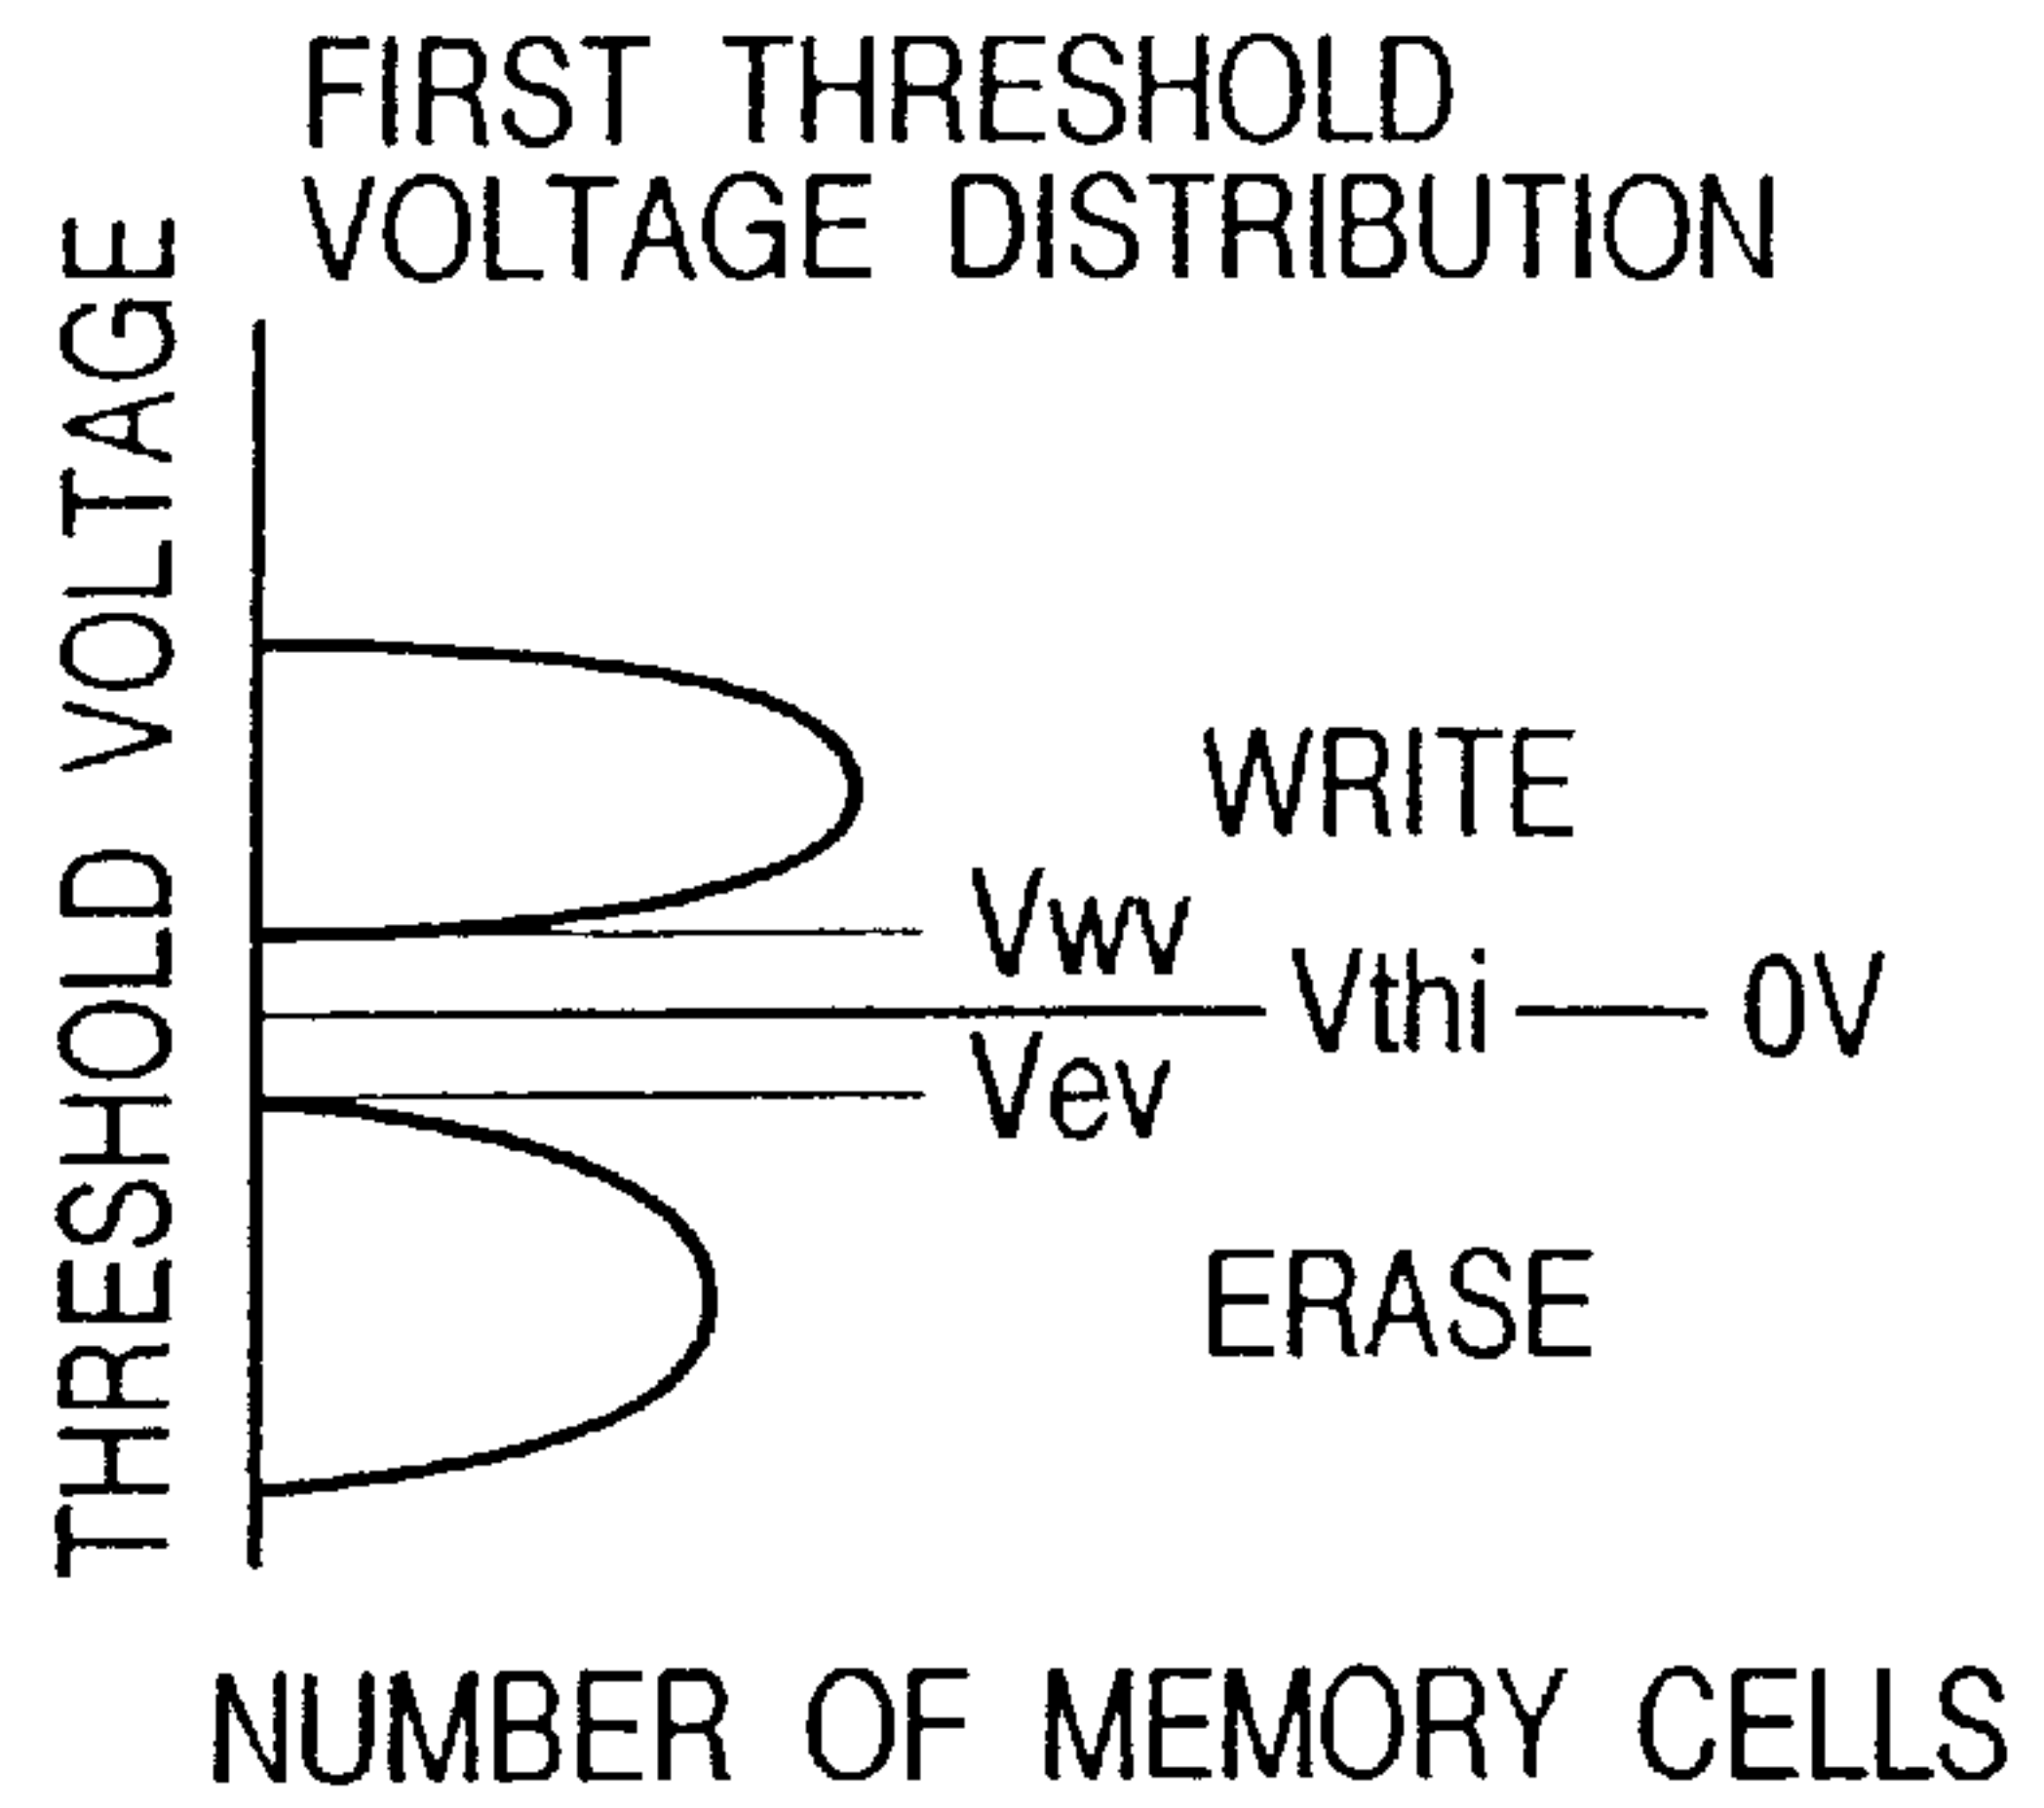 FIRST THRESHOLD
VOLTAGE DISTRIBUTION
THRESHOLD VOLTAGE
WRITE
Vwv
Vthi — 0V
Vev
ERASE
NUMBER OF MEMORY CELLS